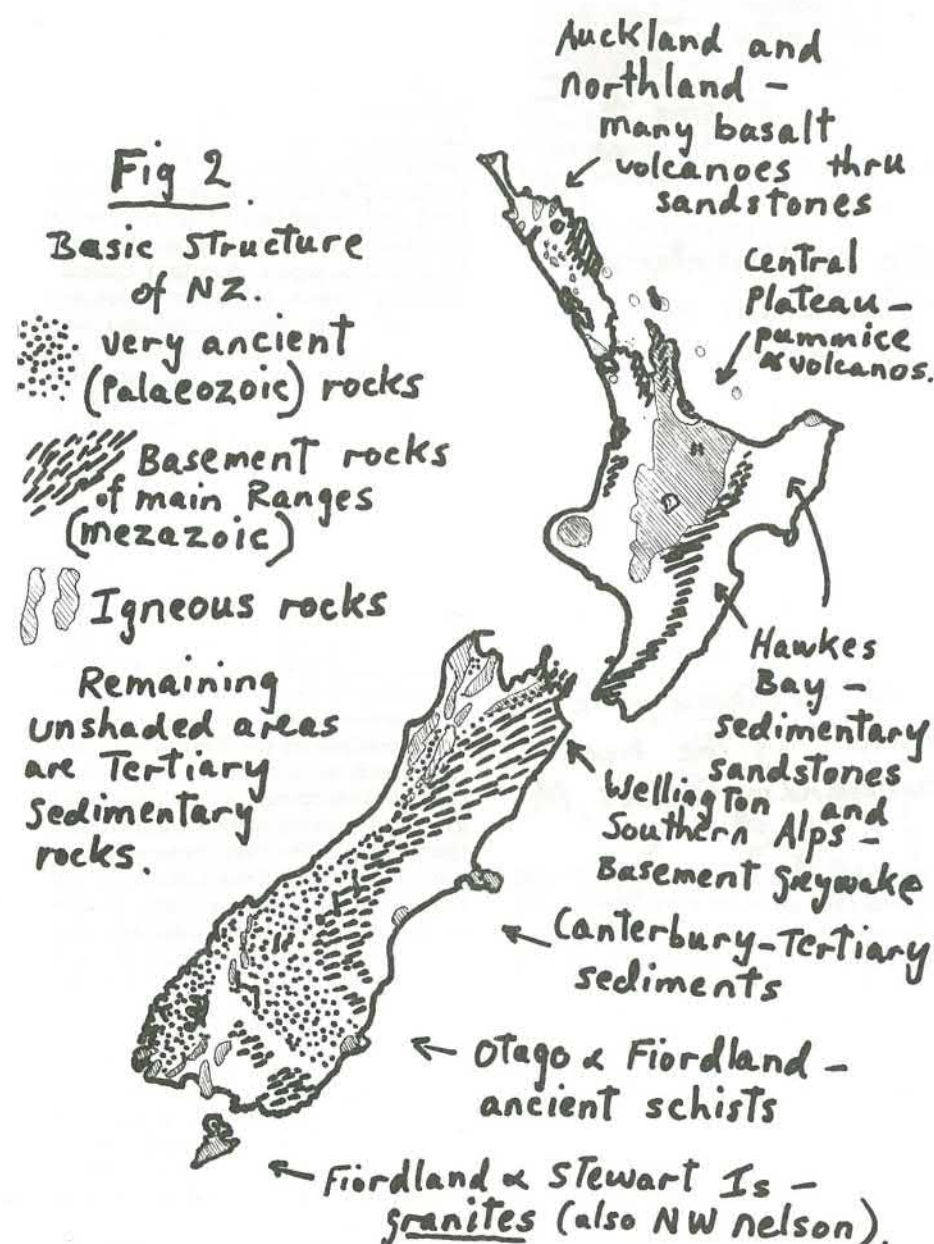 Fig 2.
Basic Structure
of NZ.
very ancient
(Palaeozoic) rocks
Basement rocks
of main Ranges
(mezazoic)
Igneous rocks
Remaining
unshaded areas
are Tertiary
Sedimentary
rocks.
Auckland and
northland -
many basalt
volcanoes thru
sandstones
Central
Plateau -
pummice
& volcanos.
Hawkes
Bay -
sedimentary
sandstones
Wellington and
Southern Alps -
Basement greywake
Canterbury - Tertiary
sediments
Otago & Fiordland -
ancient schists
Fiordland & Stewart Is -
granites (also NW nelson).